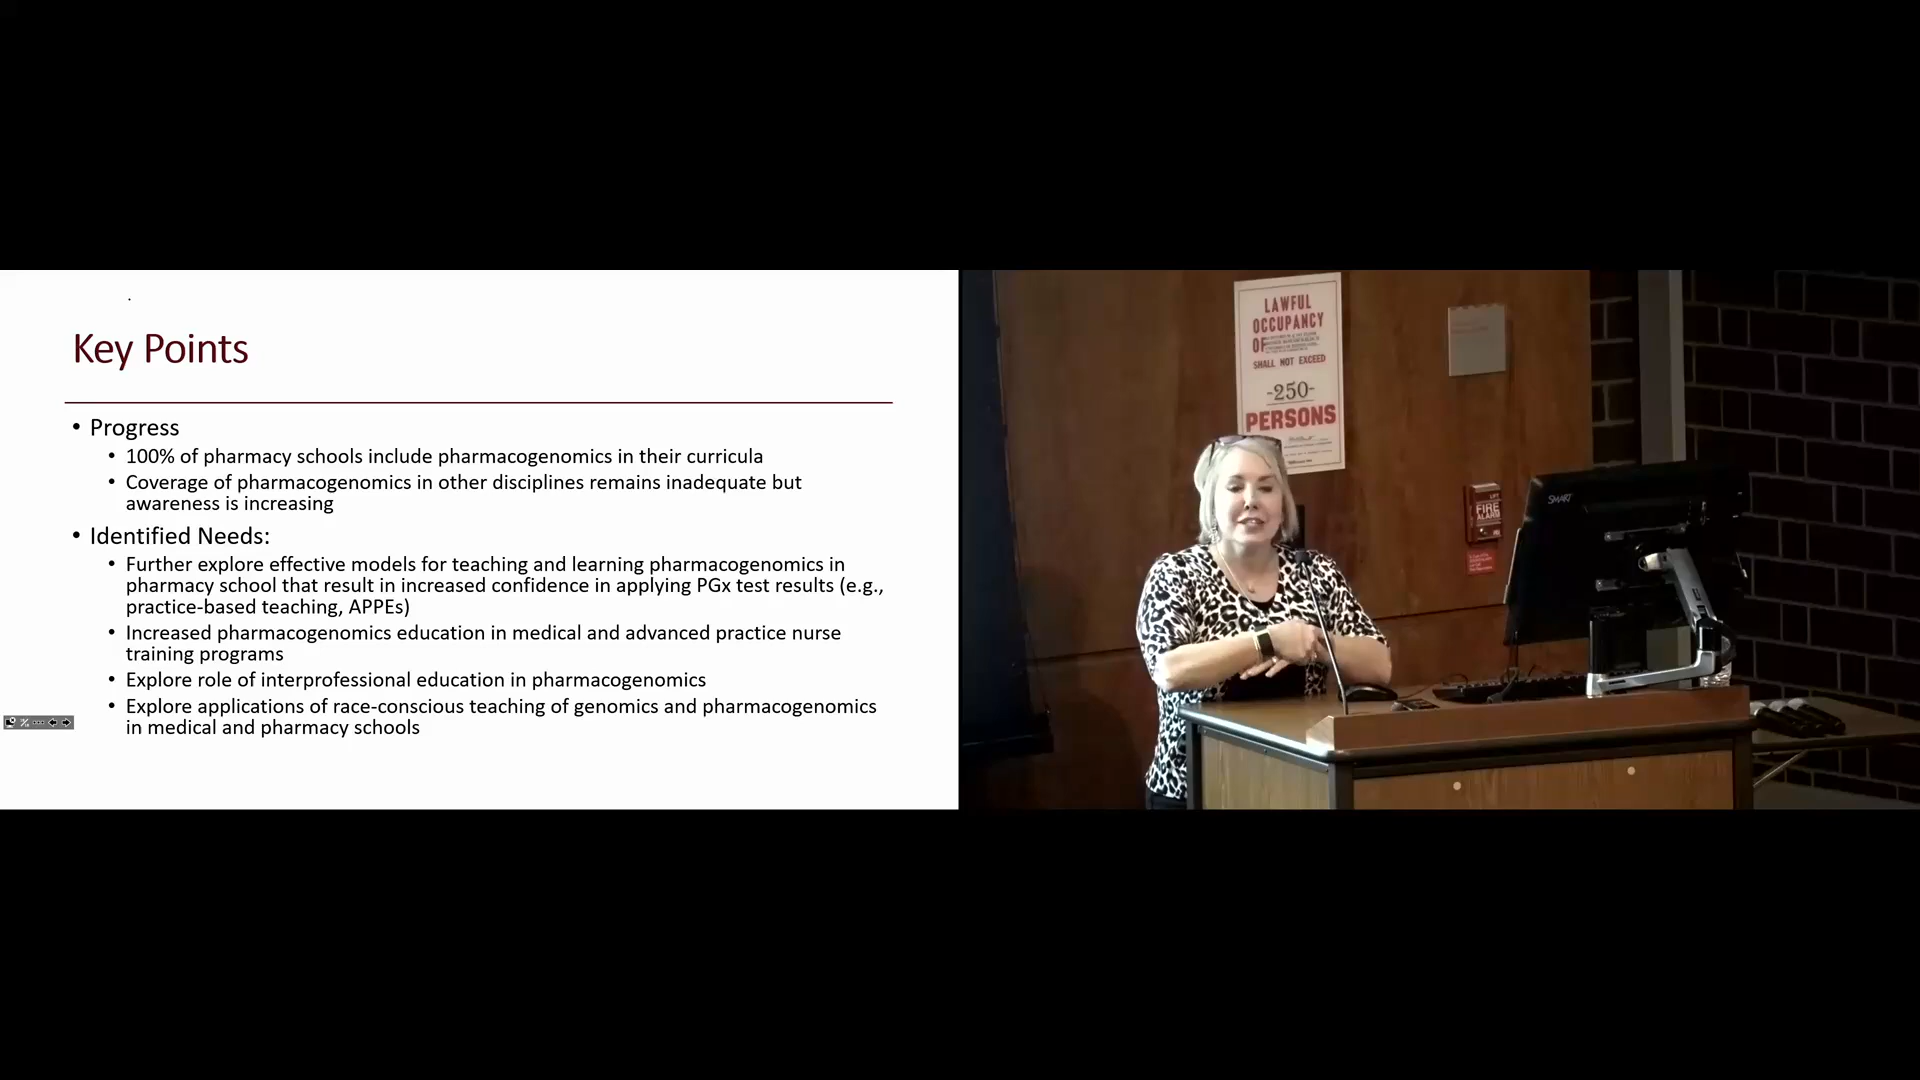 Key Points
• Progress
• 100% of pharmacy schools include pharmacogenomics in their curricula
• Coverage of pharmacogenomics in other disciplines remains inadequate but
awareness is increasing
• Identified Needs:
• Further explore effective models for teaching and learning pharmacogenomics in
pharmacy school that result in increased confidence in applying PGx test results (e.g.,
practice-based teaching, APPEs)
• Increased pharmacogenomics education in medical and advanced practice nurse
training programs
• Explore role of interprofessional education in pharmacogenomics
• Explore applications of race-conscious teaching of genomics and pharmacogenomics
in medical and pharmacy schools
LAWFUL
OCCUPANCY
OF
SHALL NOT EXCEED
-250-
PERSONS
LIFT
FIRE
ALARM
SMART